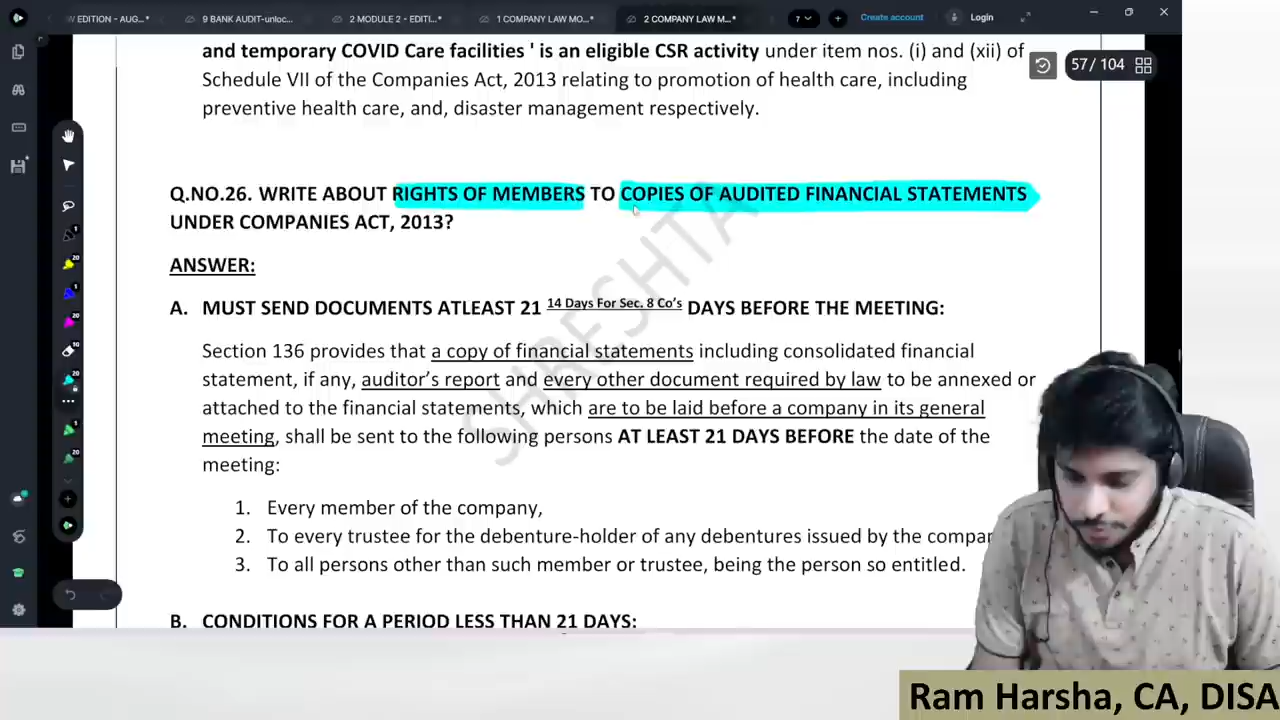 W EDITION - AUG...*
9 BANK AUDIT-unloc...
2 MODULE 2 - EDITI...*
1 COMPANY LAW MO...*
2 COMPANY LAW M...*
7
Create account
Login
57 / 104
and temporary COVID Care facilities ' is an eligible CSR activity under item nos. (i) and (xii) of
Schedule VII of the Companies Act, 2013 relating to promotion of health care, including
preventive health care, and, disaster management respectively.
Q.NO.26. WRITE ABOUT RIGHTS OF MEMBERS TO COPIES OF AUDITED FINANCIAL STATEMENTS
UNDER COMPANIES ACT, 2013?
ANSWER:
A. MUST SEND DOCUMENTS ATLEAST 21 14 Days For Sec. 8 Co's DAYS BEFORE THE MEETING:
Section 136 provides that a copy of financial statements including consolidated financial
statement, if any, auditor's report and every other document required by law to be annexed or
attached to the financial statements, which are to be laid before a company in its general
meeting, shall be sent to the following persons AT LEAST 21 DAYS BEFORE the date of the
meeting:
1. Every member of the company,
2. To every trustee for the debenture-holder of any debentures issued by the compar
3. To all persons other than such member or trustee, being the person so entitled.
B. CONDITIONS FOR A PERIOD LESS THAN 21 DAYS:
SHRESHTA
Ram Harsha, CA, DISA